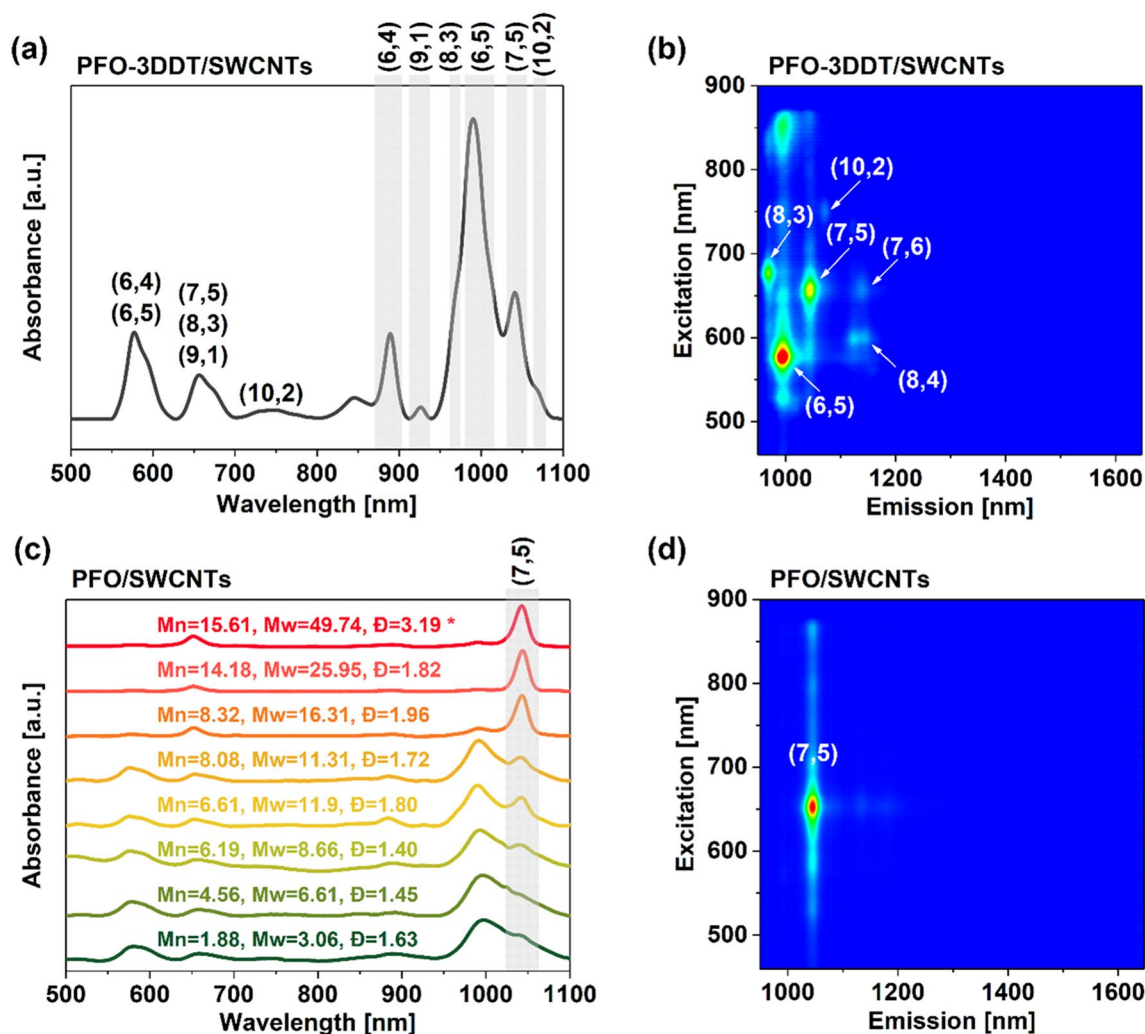 (a)
PFO-3DDT/SWCNTs
(6,4)
(9,1)
(8,3)
(6,5)
(7,5)
(10,2)
(6,4)
(6,5)
(7,5)
(8,3)
(9,1)
(10,2)
Absorbance [a.u.]
500 600 700 800 900 1000 1100
Wavelength [nm]
(b)
PFO-3DDT/SWCNTs
900
800
700
600
500
Excitation [nm]
(10,2)
(8,3)
(7,5)
(7,6)
(8,4)
(6,5)
1000 1200 1400 1600
Emission [nm]
(c)
PFO/SWCNTs
(7,5)
Mn=15.61, Mw=49.74, Đ=3.19 *
Mn=14.18, Mw=25.95, Đ=1.82
Mn=8.32, Mw=16.31, Đ=1.96
Mn=8.08, Mw=11.31, Đ=1.72
Mn=6.61, Mw=11.9, Đ=1.80
Mn=6.19, Mw=8.66, Đ=1.40
Mn=4.56, Mw=6.61, Đ=1.45
Mn=1.88, Mw=3.06, Đ=1.63
Absorbance [a.u.]
500 600 700 800 900 1000 1100
Wavelength [nm]
(d)
PFO/SWCNTs
900
800
700
600
500
Excitation [nm]
(7,5)
1000 1200 1400 1600
Emission [nm]